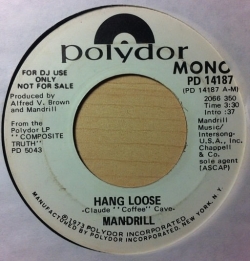 polydor
FOR DJ USE
ONLY
NOT FOR SALE
MONO
PD 14187
(PD 14187 A-M)
Produced by
Alfred V. Brown
and Mandrill
2066 350
Time: 3:30
Intro: :37
From the
Polydor LP
"COMPOSITE
TRUTH"
PD 5043
Mandrill
Music/
Intersong-
U.S.A., Inc.
Chappell &
Co. Inc.
sole agent
(ASCAP)
HANG LOOSE
-Claude "Coffee" Cave-
MANDRILL
℗ 1973 POLYDOR INCORPORATED
MANUFACTURED BY POLYDOR INCORPORATED, NEW YORK, N.Y.